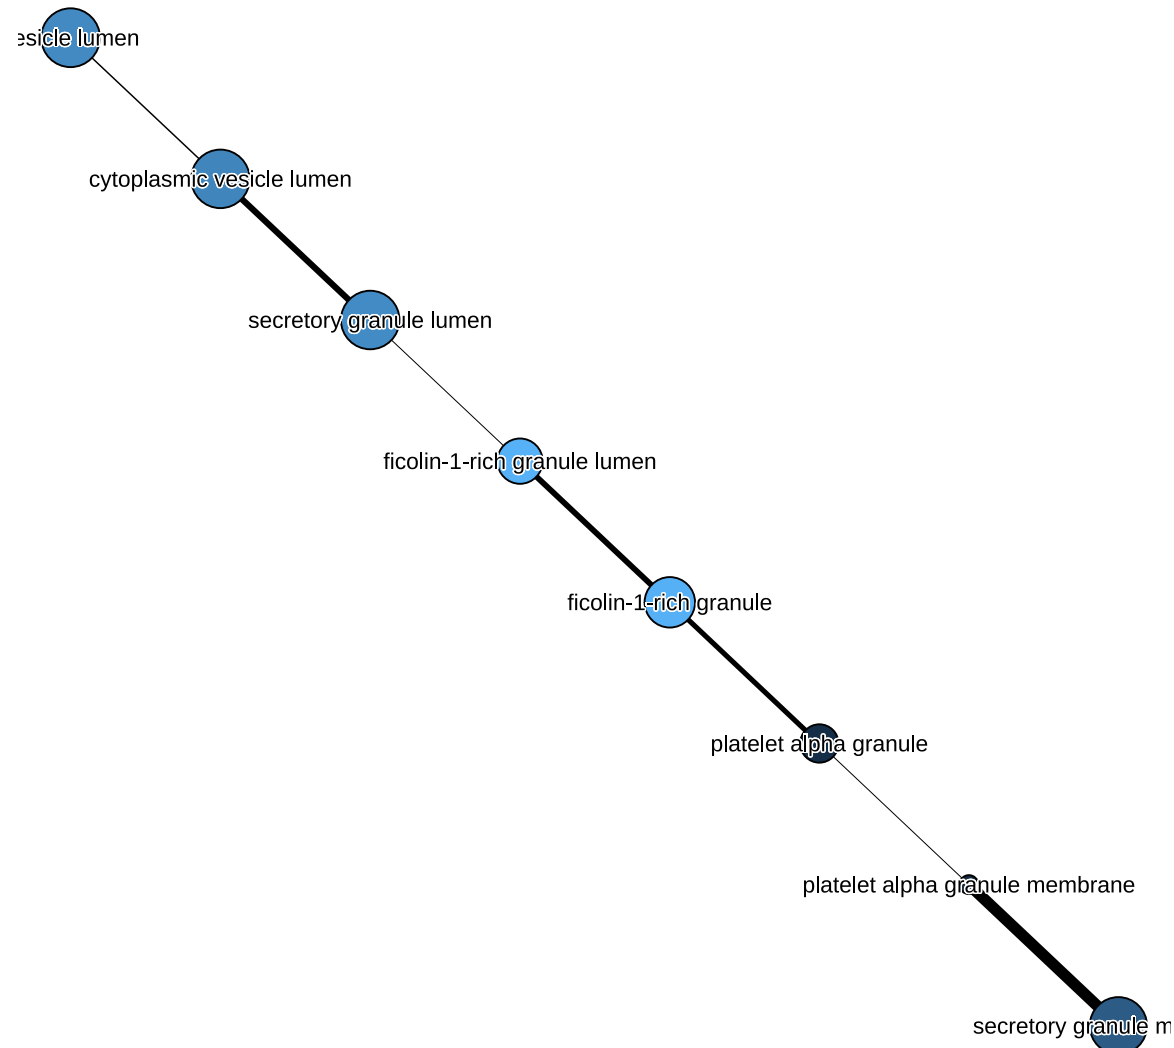 esicle lumen
cytoplasmic vesicle lumen
secretory granule lumen
ficolin-1-rich granule lumen
ficolin-1-rich granule
platelet alpha granule
platelet alpha granule membrane
secretory granule m